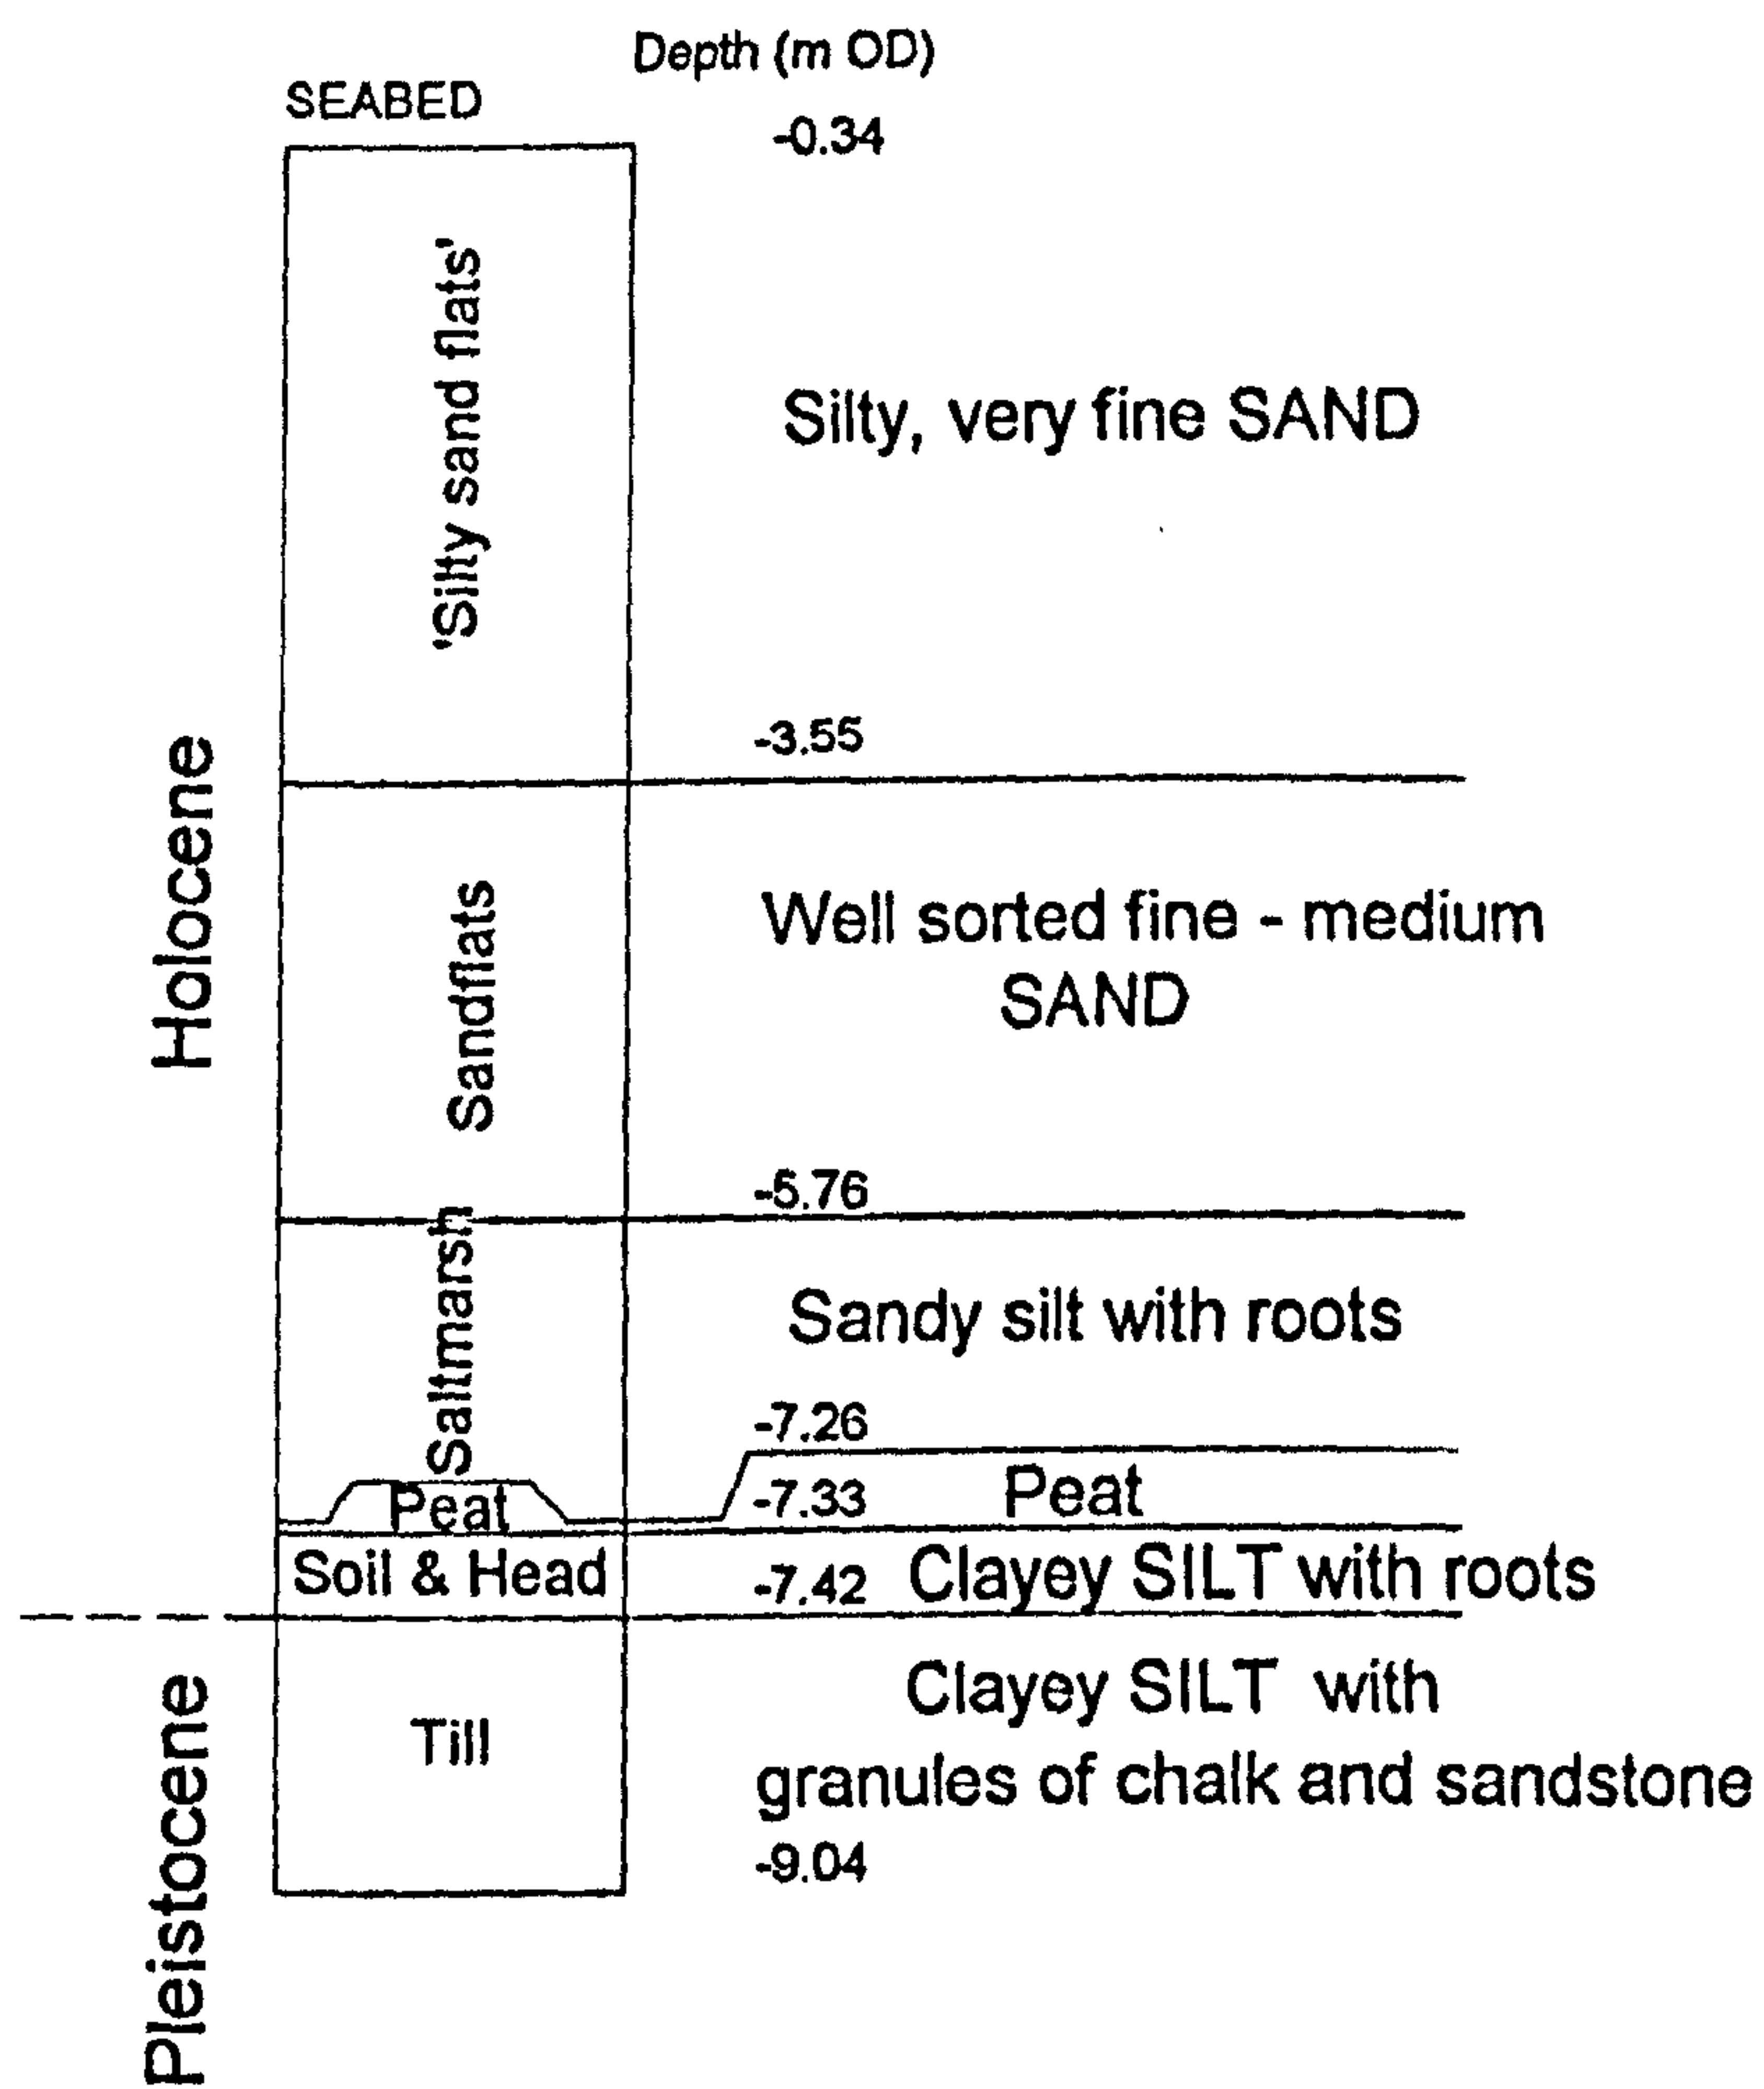 Depth (m OD)
SEABED
-0.34
'Silty sand flats'
Silty, very fine SAND
-3.55
Holocene
Sandflats
Well sorted fine - medium
SAND
-5.76
Saltmarsh
Sandy silt with roots
-7.26
Peat
-7.33
Peat
Soil & Head
-7.42
Clayey SILT with roots
Pleistocene
Till
Clayey SILT with
granules of chalk and sandstone
-9.04